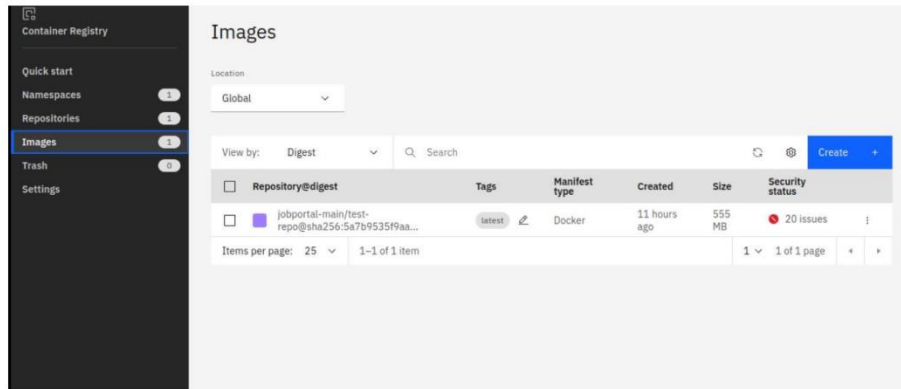 Container Registry
Quick start
Namespaces 1
Repositories 1
Images 1
Trash 0
Settings
Images
Location
Global
View by: Digest Search Create +
Repository@digest Tags Manifest type Created Size Security status
jobportal-main/test-repo@sha256:5a7b9535f9aa... latest Docker 11 hours ago 555 MB 20 issues
Items per page: 25 1–1 of 1 item 1 1 of 1 page